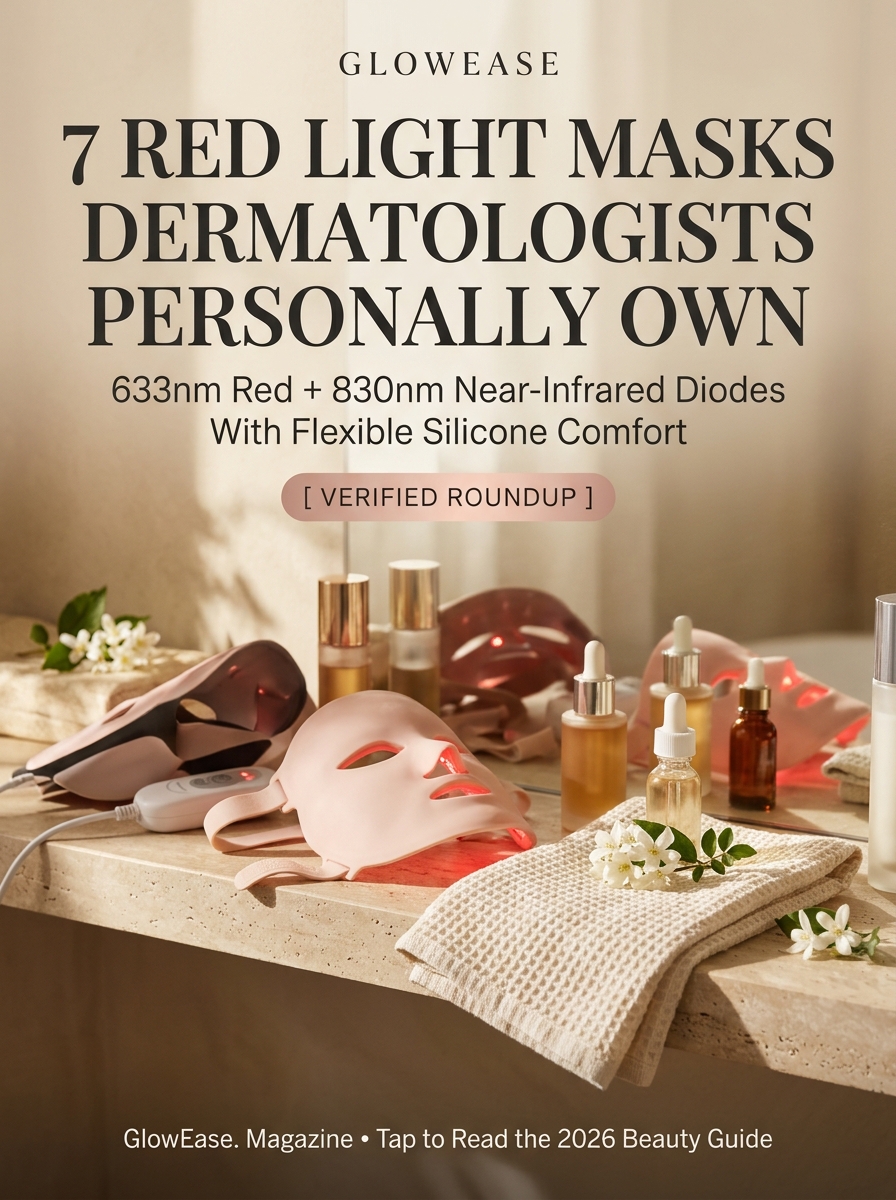 GLOWEASE
7 RED LIGHT MASKS
DERMATOLOGISTS
PERSONALLY OWN
633nm Red + 830nm Near-Infrared Diodes
With Flexible Silicone Comfort
[ VERIFIED ROUNDUP ]
GlowEase. Magazine • Tap to Read the 2026 Beauty Guide